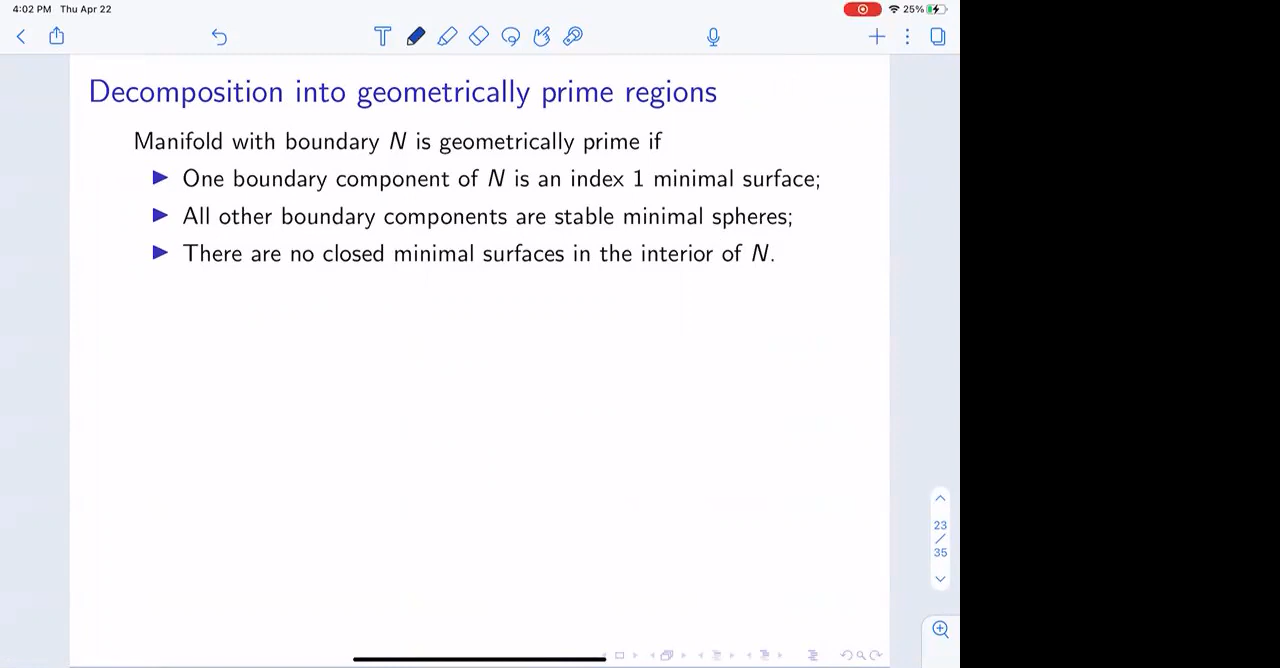 4:02 PM Thu Apr 22
25%
Decomposition into geometrically prime regions
Manifold with boundary N is geometrically prime if
▶ One boundary component of N is an index 1 minimal surface;
▶ All other boundary components are stable minimal spheres;
▶ There are no closed minimal surfaces in the interior of N.
23
/
35